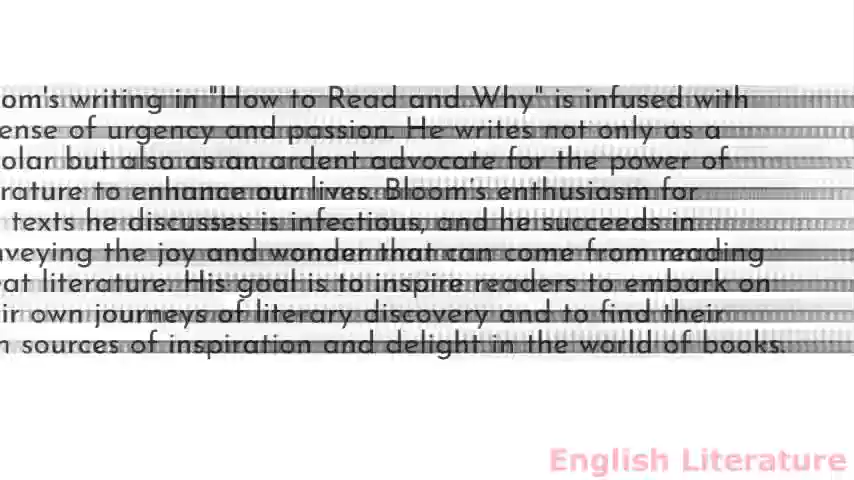 om's writing in "How to Read and Why" is infused with
ense of urgency and passion. He writes not only as a
olar but also as an ardent advocate for the power of
rature to enhance our lives. Bloom's enthusiasm for
texts he discusses is infectious, and he succeeds in
nveying the joy and wonder that can come from reading
eat literature. His goal is to inspire readers to embark on
ir own journeys of literary discovery and to find their
n sources of inspiration and delight in the world of books.
English Literature